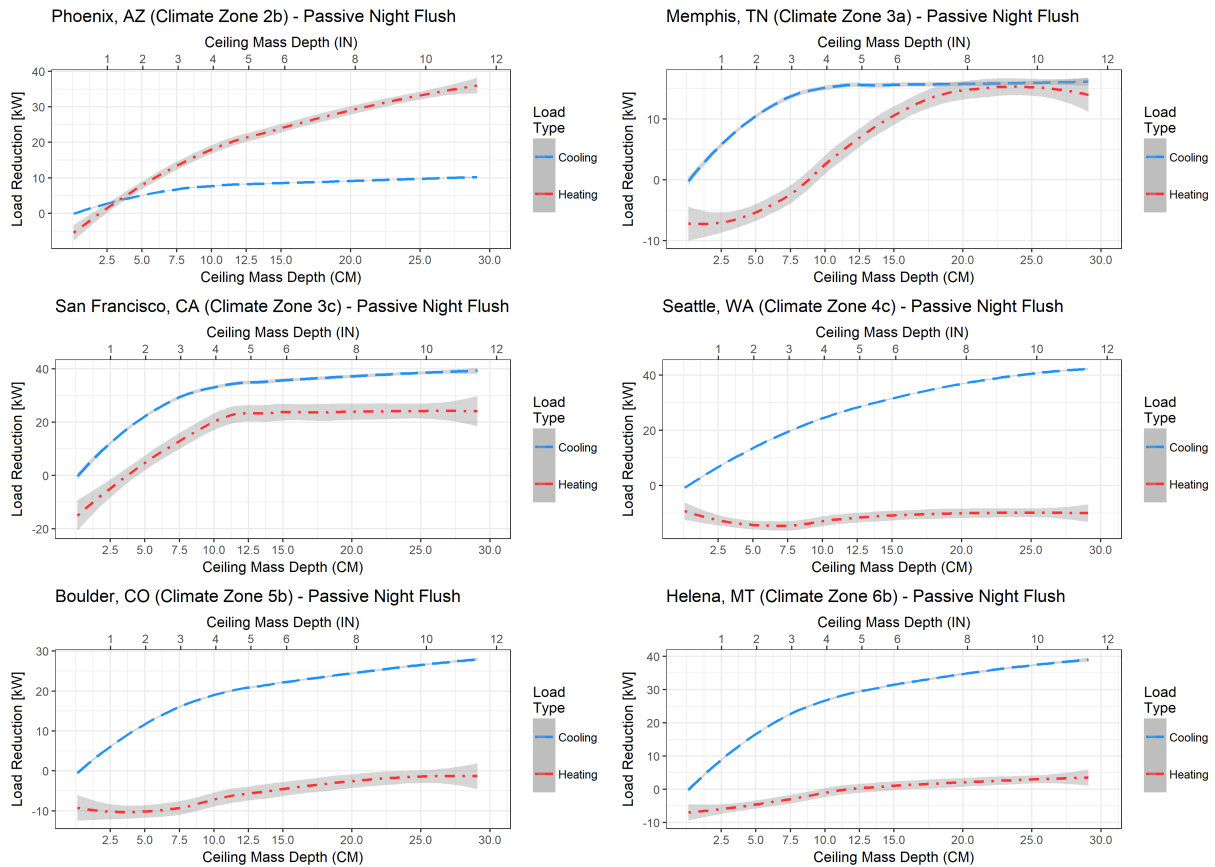 Phoenix, AZ (Climate Zone 2b) - Passive Night Flush
Ceiling Mass Depth (IN)
1 2 3 4 5 6 8 10 12
Load Reduction [kW]
40
30
20
10
0
2.5 5.0 7.5 10.0 12.5 15.0 20.0 25.0 30.0
Ceiling Mass Depth (CM)
Load
Type
Cooling
Heating
Memphis, TN (Climate Zone 3a) - Passive Night Flush
Ceiling Mass Depth (IN)
1 2 3 4 5 6 8 10 12
Load Reduction [kW]
10
0
-10
2.5 5.0 7.5 10.0 12.5 15.0 20.0 25.0 30.0
Ceiling Mass Depth (CM)
Load
Type
Cooling
Heating
San Francisco, CA (Climate Zone 3c) - Passive Night Flush
Ceiling Mass Depth (IN)
1 2 3 4 5 6 8 10 12
Load Reduction [kW]
40
20
0
-20
2.5 5.0 7.5 10.0 12.5 15.0 20.0 25.0 30.0
Ceiling Mass Depth (CM)
Load
Type
Cooling
Heating
Seattle, WA (Climate Zone 4c) - Passive Night Flush
Ceiling Mass Depth (IN)
1 2 3 4 5 6 8 10 12
Load Reduction [kW]
40
20
0
2.5 5.0 7.5 10.0 12.5 15.0 20.0 25.0 30.0
Ceiling Mass Depth (CM)
Load
Type
Cooling
Heating
Boulder, CO (Climate Zone 5b) - Passive Night Flush
Ceiling Mass Depth (IN)
1 2 3 4 5 6 8 10 12
Load Reduction [kW]
30
20
10
0
-10
2.5 5.0 7.5 10.0 12.5 15.0 20.0 25.0 30.0
Ceiling Mass Depth (CM)
Load
Type
Cooling
Heating
Helena, MT (Climate Zone 6b) - Passive Night Flush
Ceiling Mass Depth (IN)
1 2 3 4 5 6 8 10 12
Load Reduction [kW]
40
30
20
10
0
-10
2.5 5.0 7.5 10.0 12.5 15.0 20.0 25.0 30.0
Ceiling Mass Depth (CM)
Load
Type
Cooling
Heating